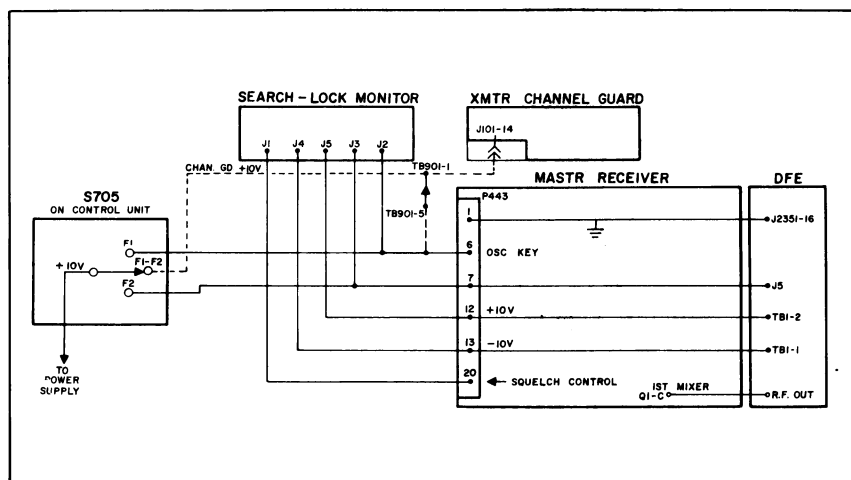 SEARCH-LOCK MONITOR
XMTR CHANNEL GUARD
J1 J4 J5 J3 J2
J101-14
CHAN. GD +10V
TB901-1
TB901-5
S705
ON CONTROL UNIT
F1
+10V
F1-F2
F2
TO
POWER
SUPPLY
MASTR RECEIVER
DFE
P443
1
J2351-16
6
OSC KEY
7
J5
12
+10V
TB1-2
13
-10V
TB1-1
20
SQUELCH CONTROL
1ST MIXER
Q1-C
R.F. OUT